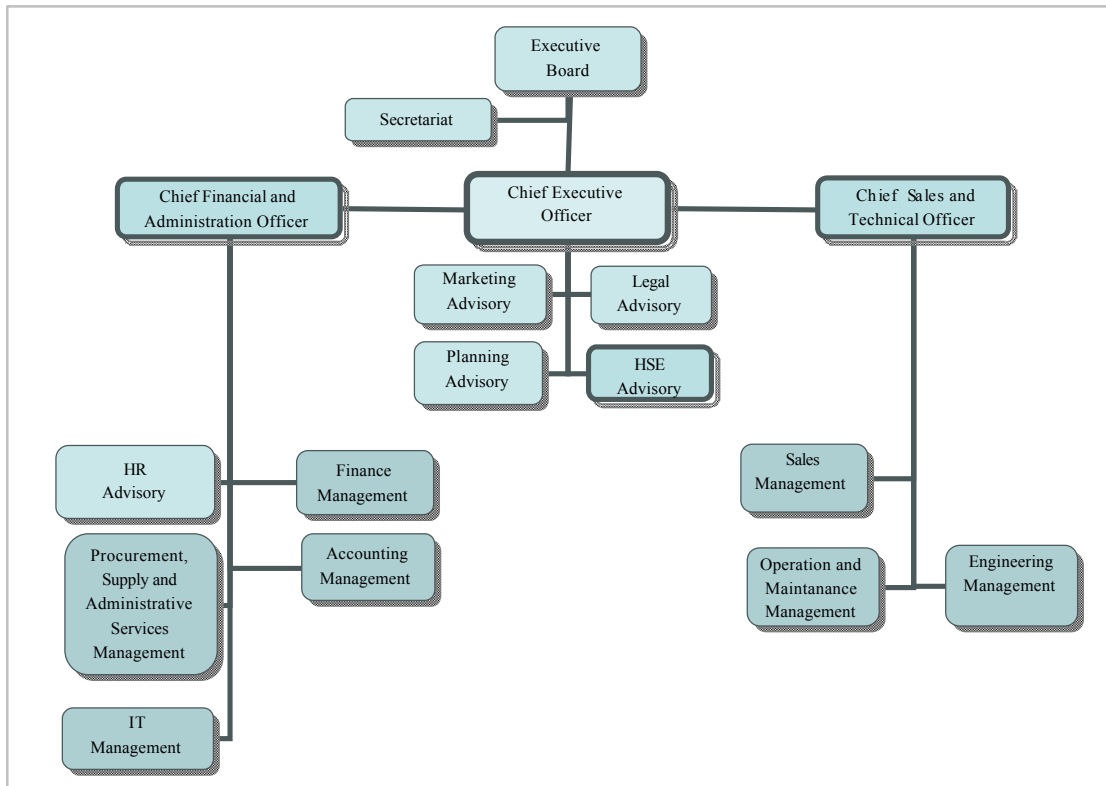 Executive
Board
Secretariat
Chief Financial and
Administration Officer
Chief Executive
Officer
Chief Sales and
Technical Officer
Marketing
Advisory
Legal
Advisory
Planning
Advisory
HSE
Advisory
HR
Advisory
Finance
Management
Sales
Management
Procurement,
Supply and
Administrative
Services
Management
Accounting
Management
Operation and
Maintanance
Management
Engineering
Management
IT
Management